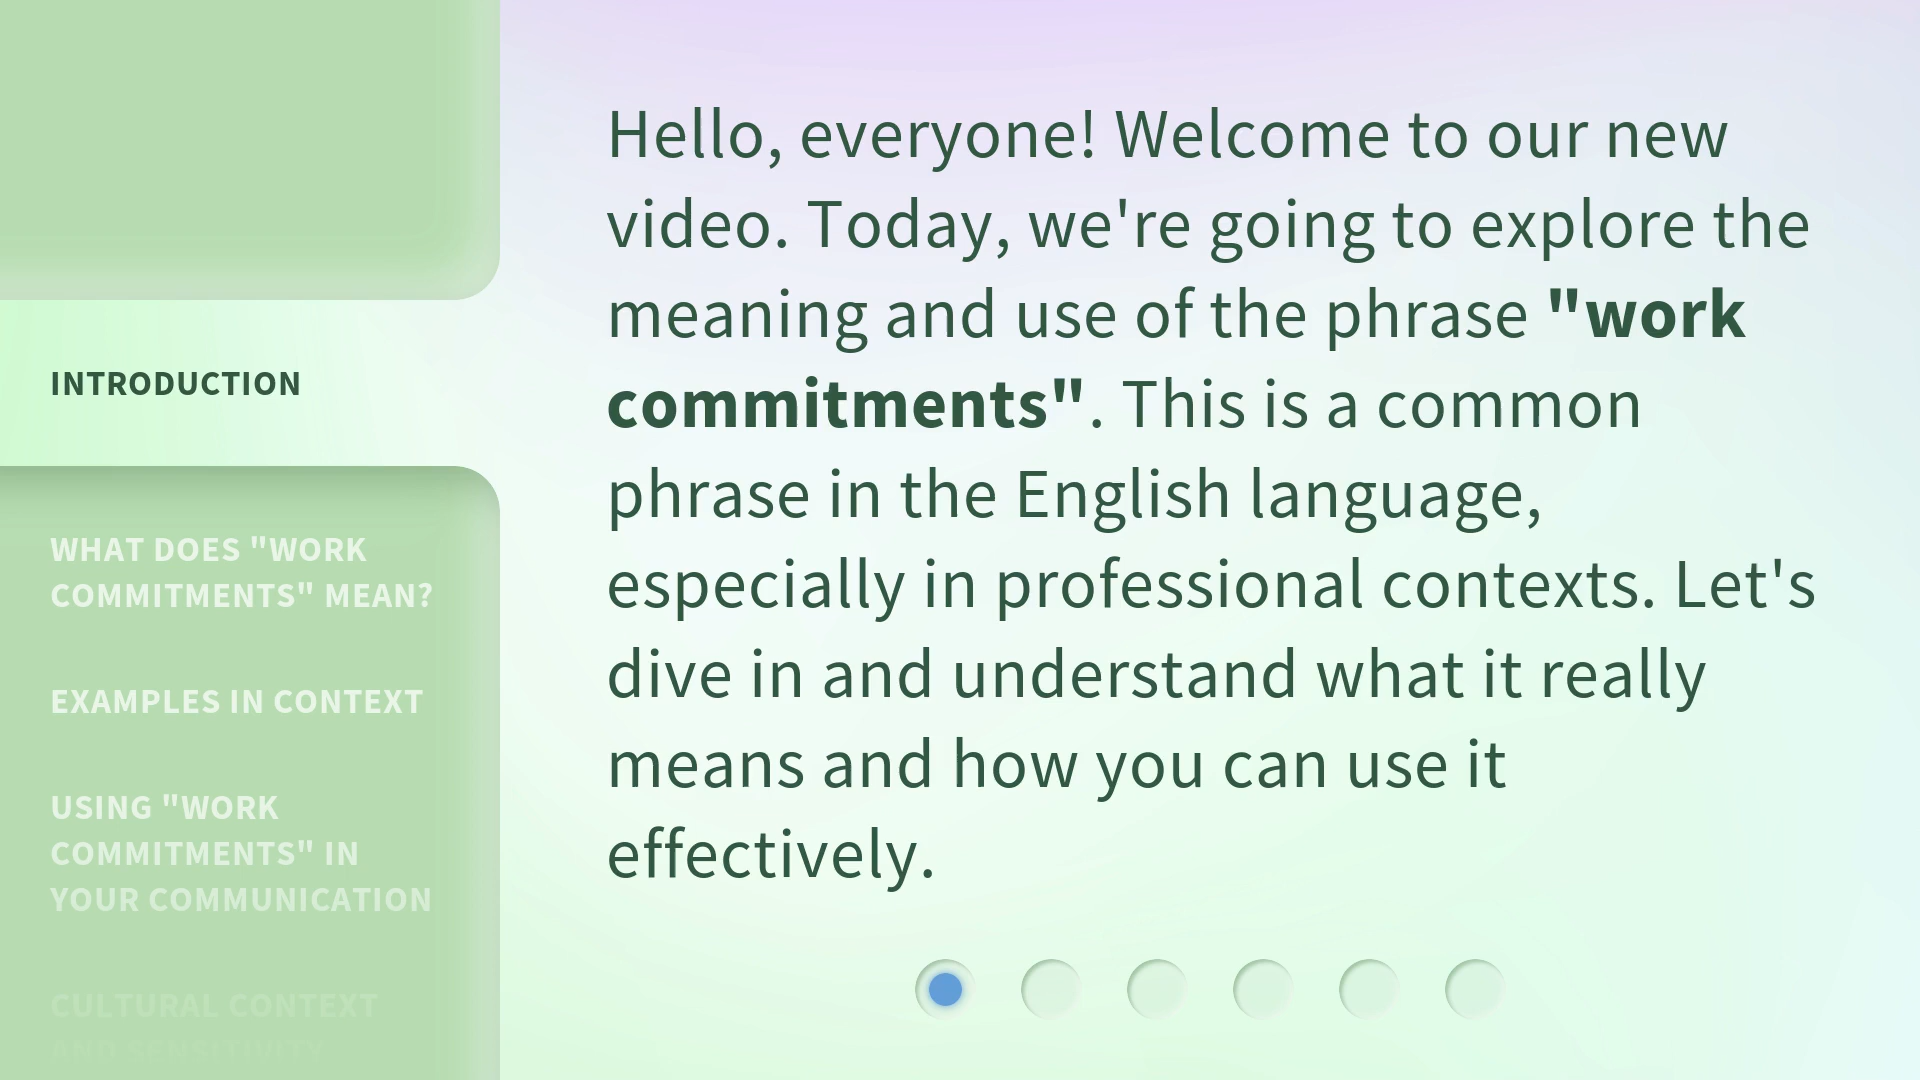 INTRODUCTION
WHAT DOES "WORK
COMMITMENTS" MEAN?
EXAMPLES IN CONTEXT
USING "WORK
COMMITMENTS" IN
YOUR COMMUNICATION
CULTURAL CONTEXT
AND SENSITIVITY
Hello, everyone! Welcome to our new
video. Today, we're going to explore the
meaning and use of the phrase "work
commitments". This is a common
phrase in the English language,
especially in professional contexts. Let's
dive in and understand what it really
means and how you can use it
effectively.